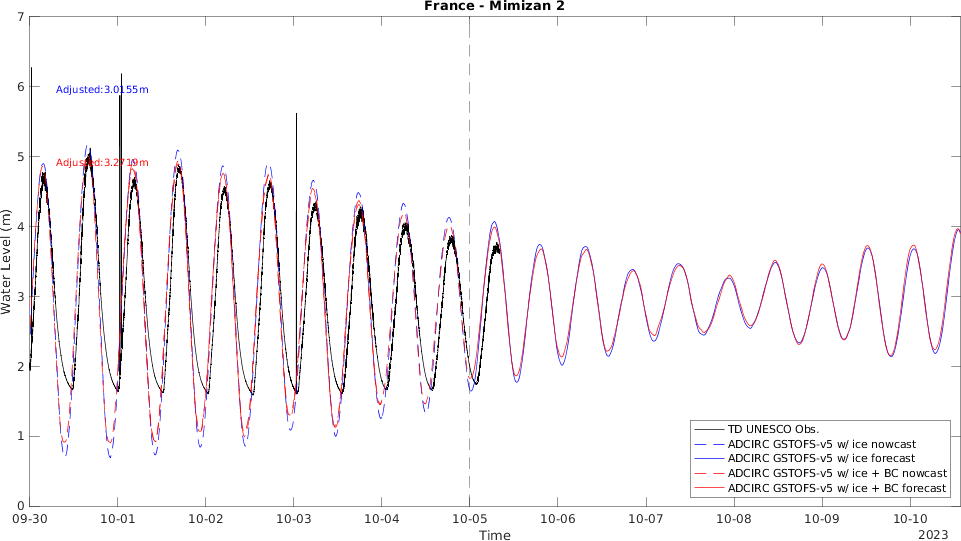 France - Mimizan 2
7
6
5
4
3
2
1
0
Water Level (m)
Adjusted:3.0155m
Adjusted:3.2719m
TD UNESCO Obs.
ADCIRC GSTOFS-v5 w/ ice nowcast
ADCIRC GSTOFS-v5 w/ ice forecast
ADCIRC GSTOFS-v5 w/ ice + BC nowcast
ADCIRC GSTOFS-v5 w/ ice + BC forecast
09-30 10-01 10-02 10-03 10-04 10-05 10-06 10-07 10-08 10-09 10-10
Time
2023